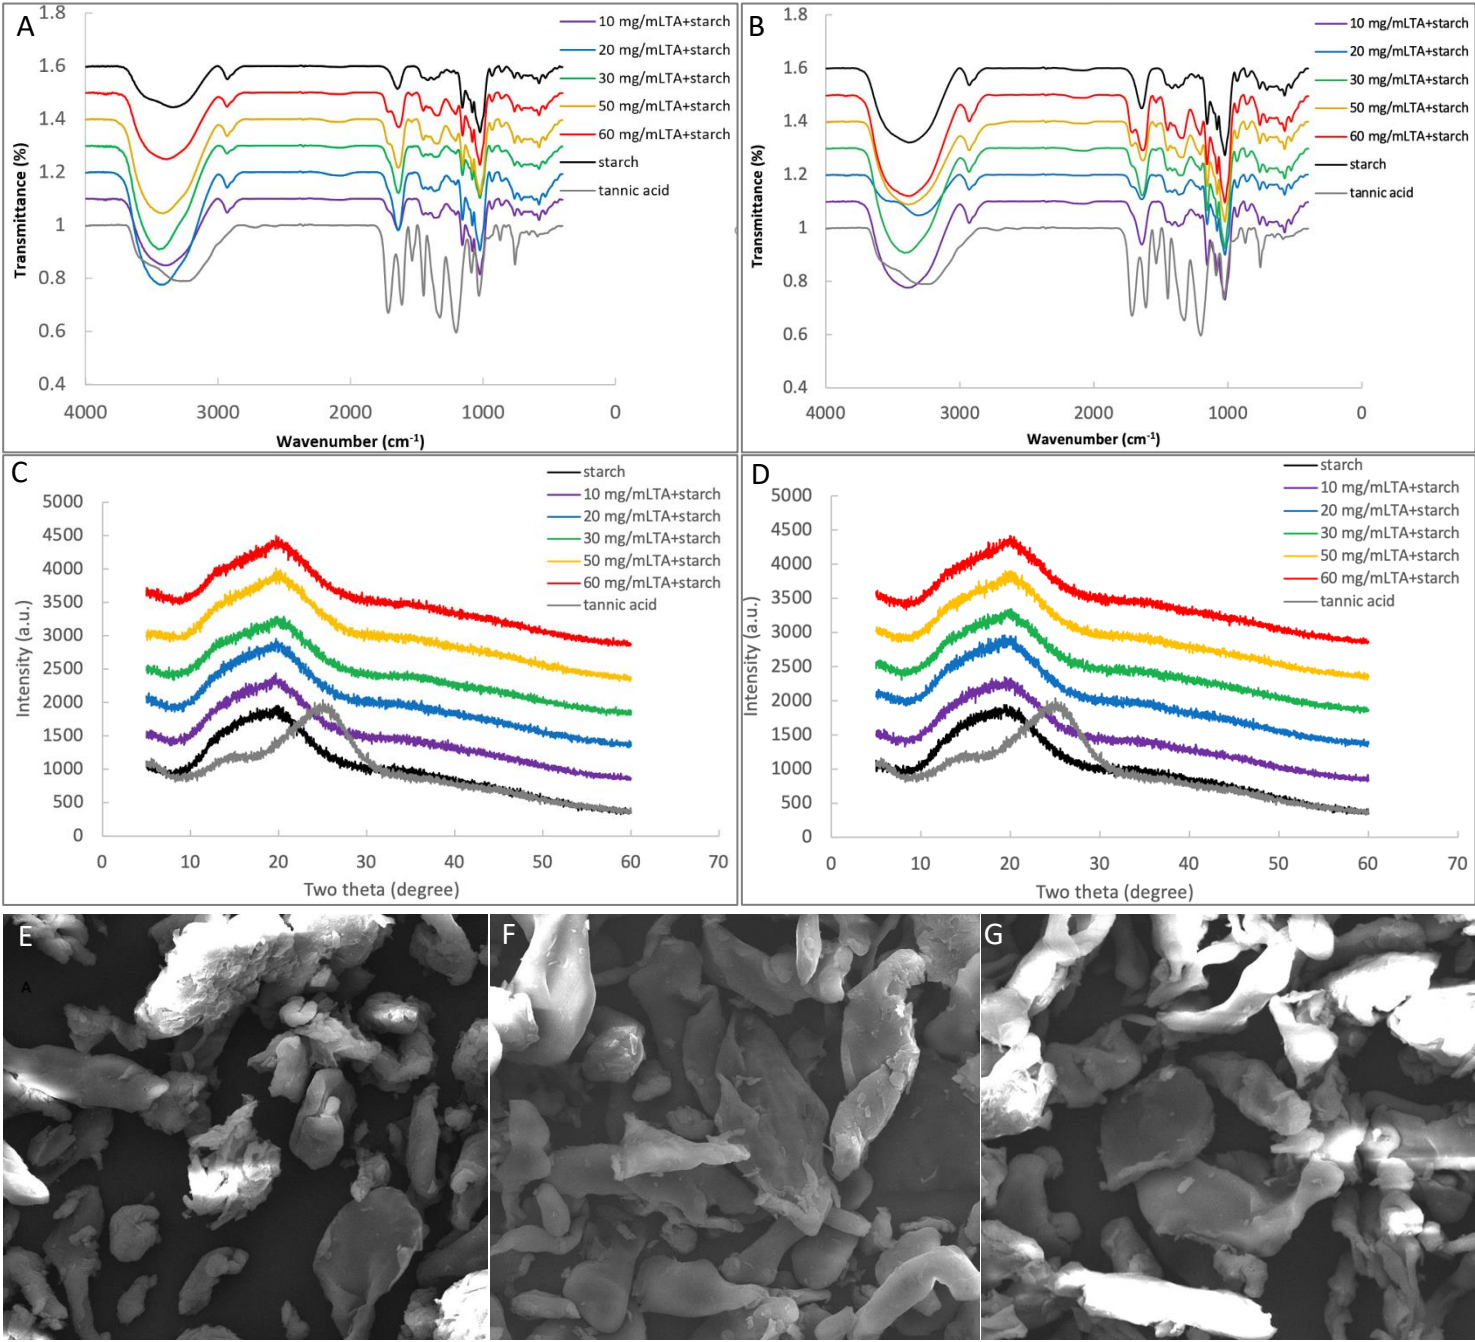 A
1.8
1.6
1.4
1.2
1
0.8
0.6
0.4
4000 3000 2000 1000 0
Transmittance (%)
Wavenumber (cm⁻¹)
10 mg/mLTA+starch
20 mg/mLTA+starch
30 mg/mLTA+starch
50 mg/mLTA+starch
60 mg/mLTA+starch
starch
tannic acid
B
1.8
1.6
1.4
1.2
1
0.8
0.6
0.4
4000 3000 2000 1000 0
Transmittance (%)
Wavenumber (cm⁻¹)
10 mg/mLTA+starch
20 mg/mLTA+starch
30 mg/mLTA+starch
50 mg/mLTA+starch
60 mg/mLTA+starch
starch
tannic acid
C
5000
4500
4000
3500
3000
2500
2000
1500
1000
500
0
0 10 20 30 40 50 60 70
Intensity (a.u.)
Two theta (degree)
starch
10 mg/mLTA+starch
20 mg/mLTA+starch
30 mg/mLTA+starch
50 mg/mLTA+starch
60 mg/mLTA+starch
tannic acid
D
5000
4500
4000
3500
3000
2500
2000
1500
1000
500
0
0 10 20 30 40 50 60 70
Intensity (a.u.)
Two theta (degree)
starch
10 mg/mLTA+starch
20 mg/mLTA+starch
30 mg/mLTA+starch
50 mg/mLTA+starch
60 mg/mLTA+starch
tannic acid
E
A
F
G